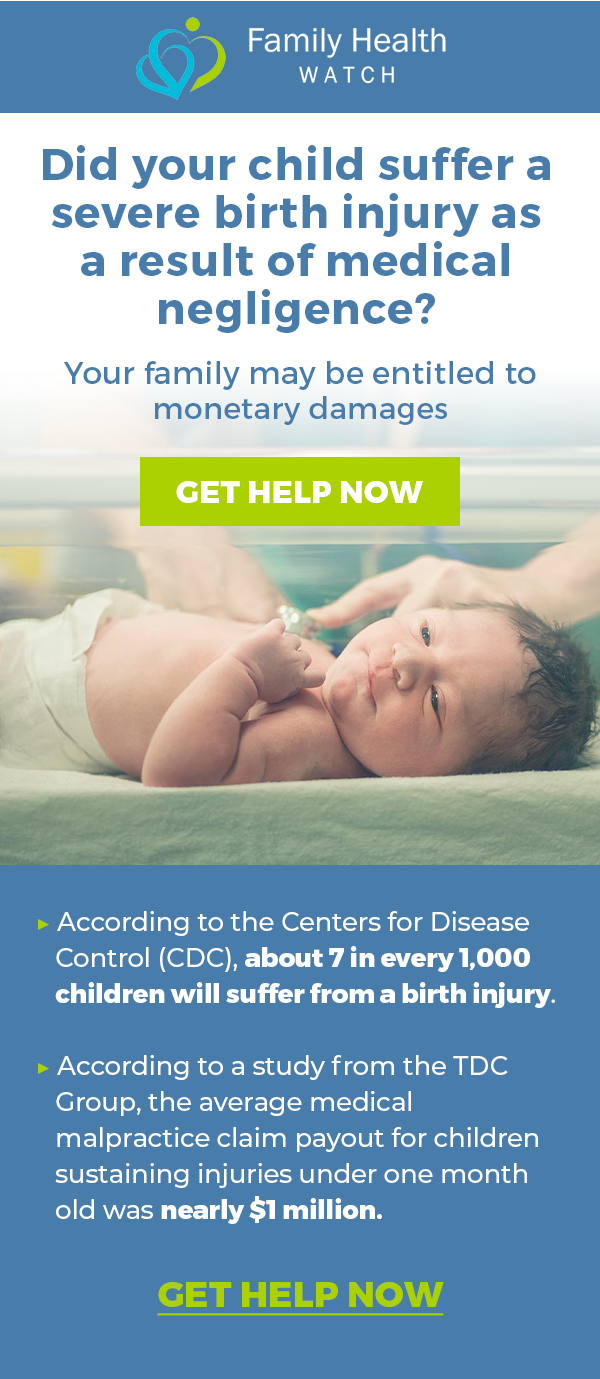 Family Health
WATCH
Did your child suffer a
severe birth injury as
a result of medical
negligence?
Your family may be entitled to
monetary damages
GET HELP NOW
▸ According to the Centers for Disease
Control (CDC), about 7 in every 1,000
children will suffer from a birth injury.
▸ According to a study from the TDC
Group, the average medical
malpractice claim payout for children
sustaining injuries under one month
old was nearly $1 million.
GET HELP NOW